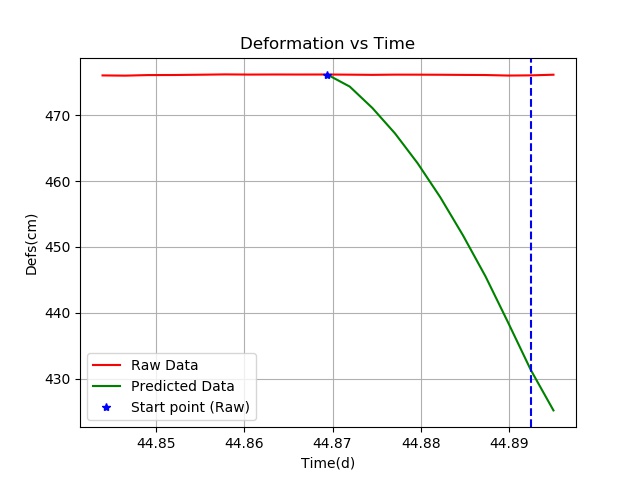 Deformation vs Time
Defs(cm)
470
460
450
440
430
Raw Data
Predicted Data
Start point (Raw)
44.85 44.86 44.87 44.88 44.89
Time(d)